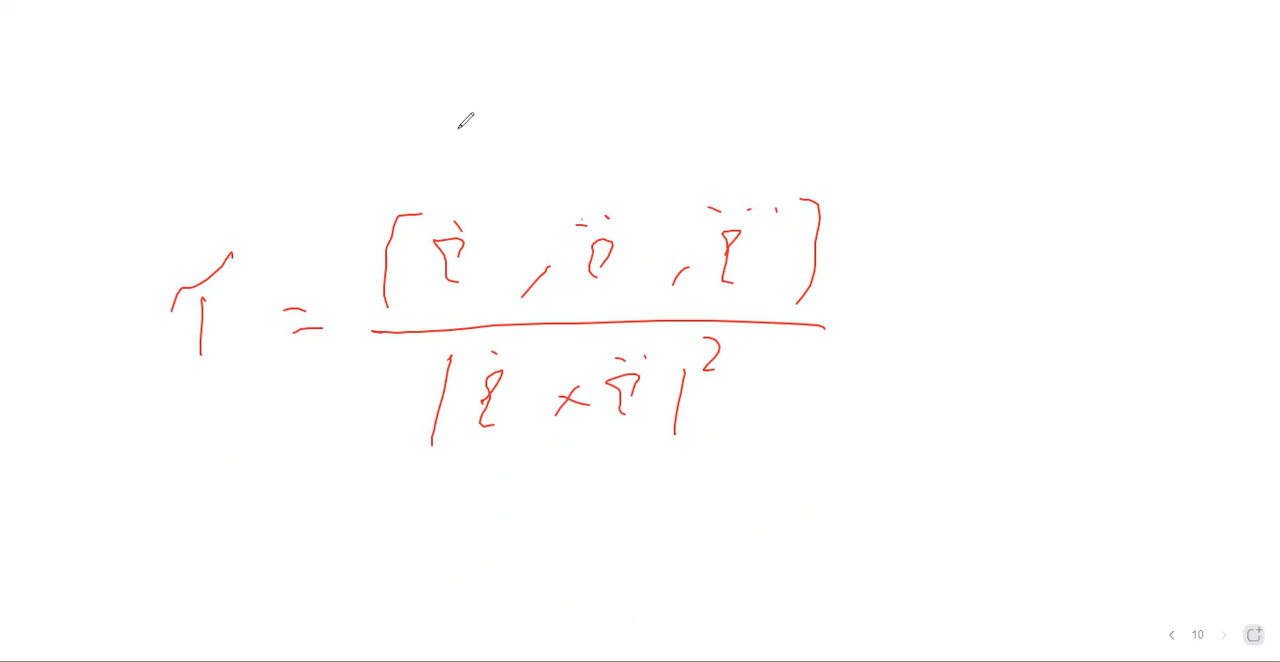 τ = [ṙ, r̈, r⃛] / |ṙ × r̈|²
10